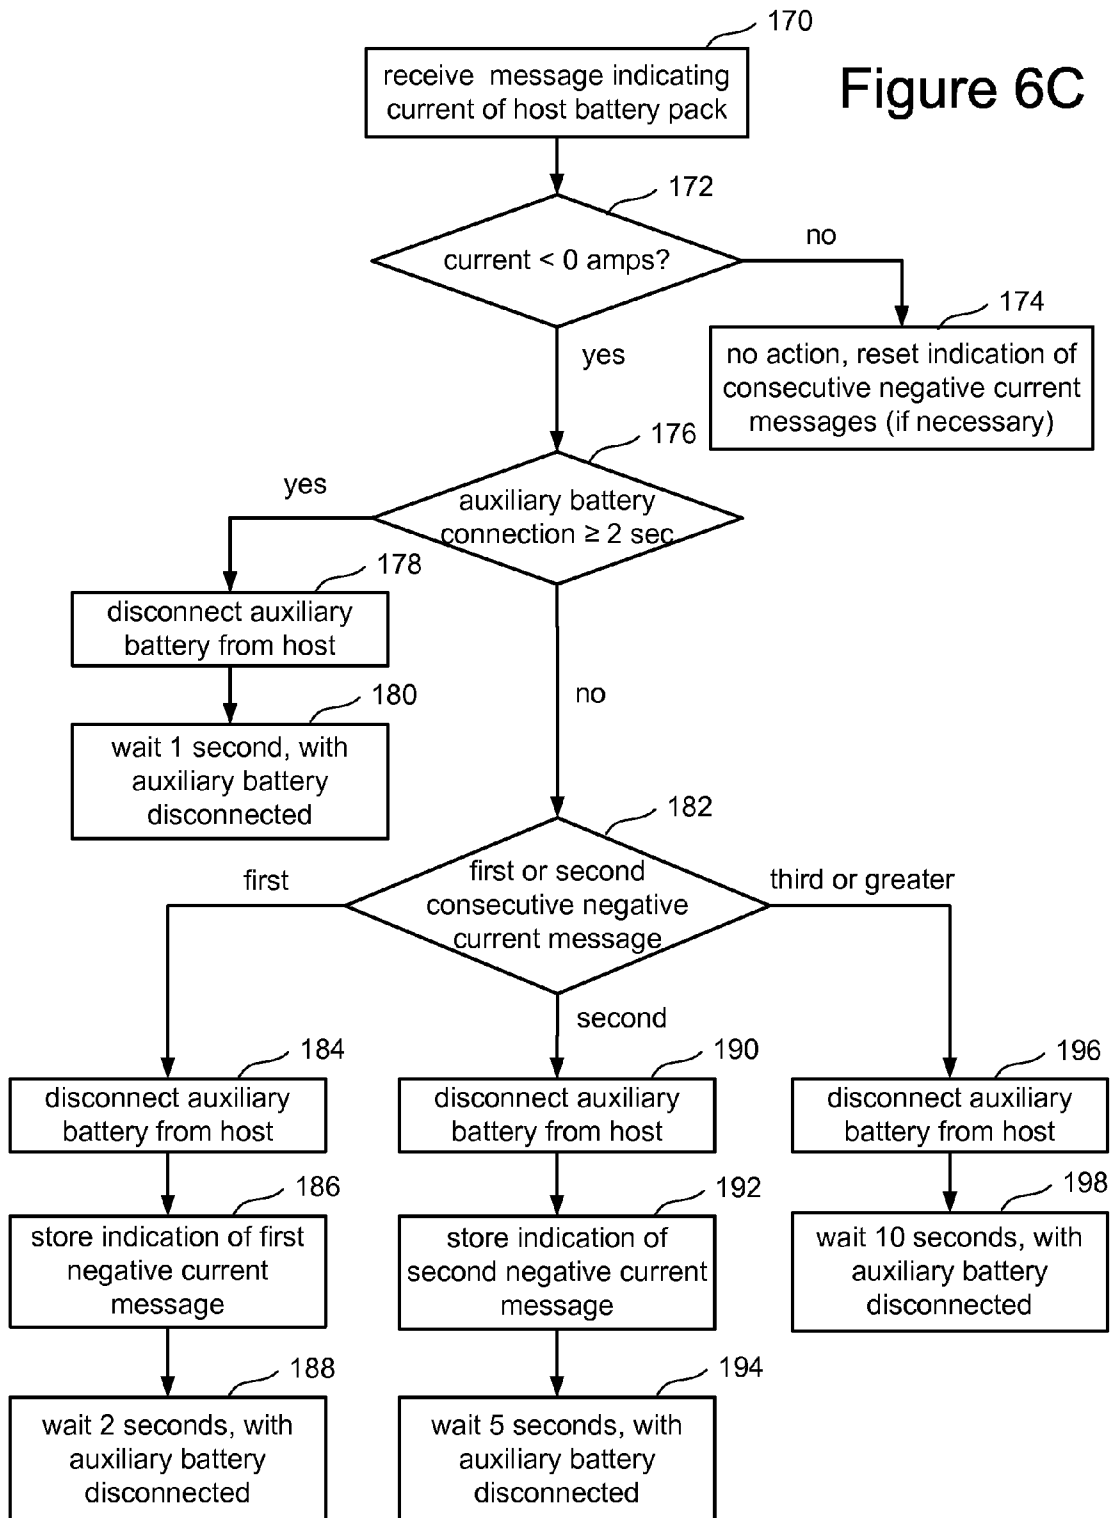 170
receive message indicating
current of host battery pack
Figure 6C
172
current < 0 amps?
no
174
no action, reset indication of
consecutive negative current
messages (if necessary)
yes
176
auxiliary battery
connection ≥ 2 sec
yes
178
disconnect auxiliary
battery from host
180
wait 1 second, with
auxiliary battery
disconnected
no
182
first or second
consecutive negative
current message
first
third or greater
second
184
disconnect auxiliary
battery from host
186
store indication of first
negative current
message
188
wait 2 seconds, with
auxiliary battery
disconnected
190
disconnect auxiliary
battery from host
192
store indication of
second negative current
message
194
wait 5 seconds, with
auxiliary battery
disconnected
196
disconnect auxiliary
battery from host
198
wait 10 seconds, with
auxiliary battery
disconnected